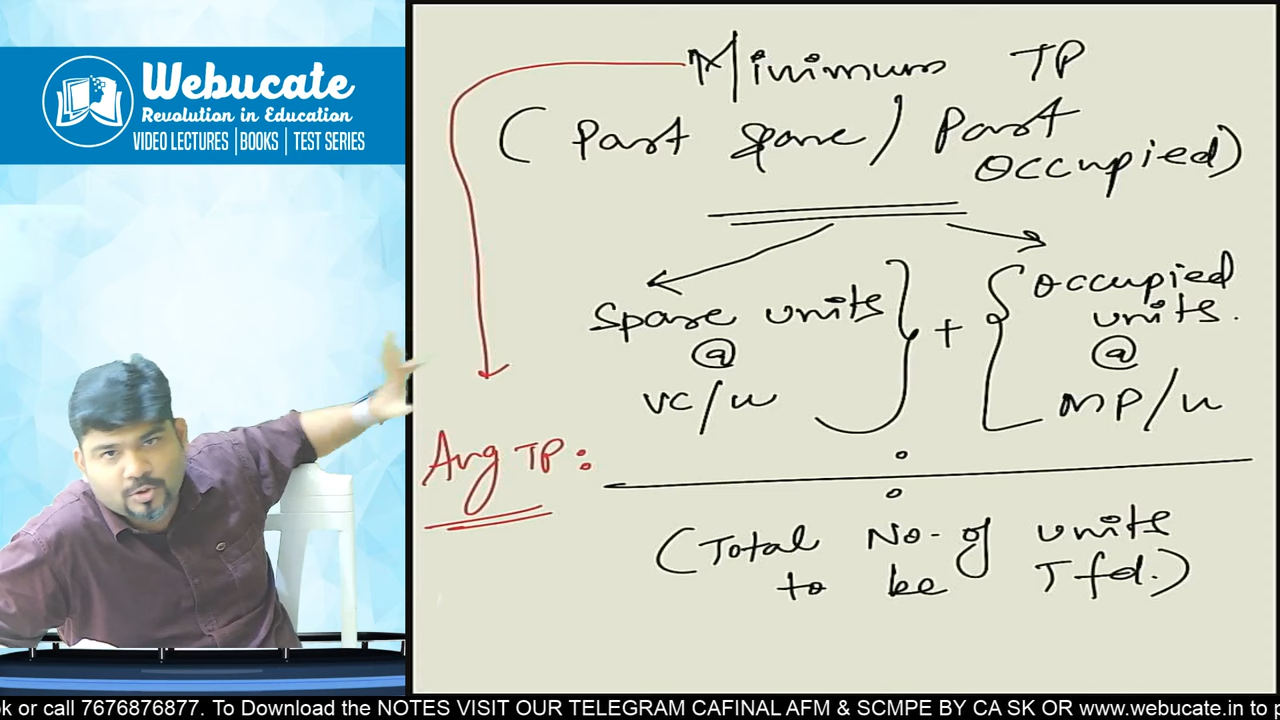 Webucate
Revolution in Education
VIDEO LECTURES | BOOKS | TEST SERIES
Minimum TP
(Part spare / Part
Occupied)
Spare units
@
VC/u
+
Occupied
units.
@
MP/u
Avg TP:
(Total No. of units
to be Tfd.)
ok or call 7676876877. To Download the NOTES VISIT OUR TELEGRAM CAFINAL AFM & SCMPE BY CA SK OR www.webucate.in to p